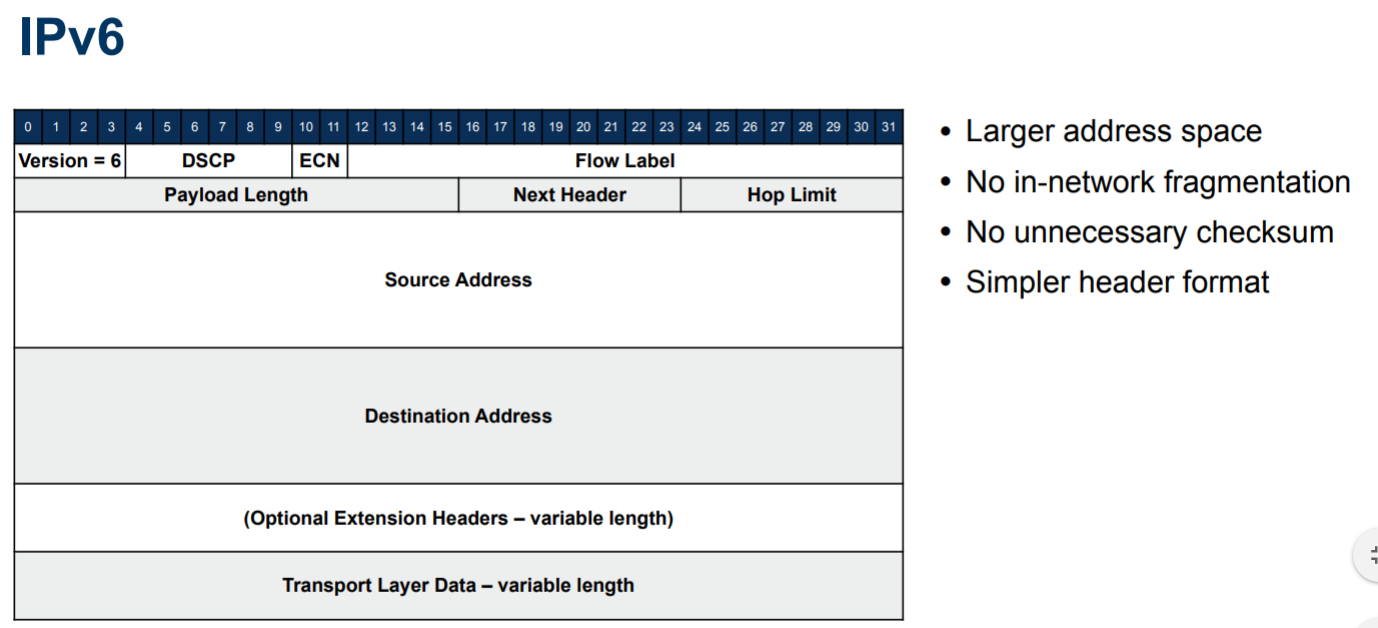 IPv6
0 1 2 3 4 5 6 7 8 9 10 11 12 13 14 15 16 17 18 19 20 21 22 23 24 25 26 27 28 29 30 31
Version = 6 DSCP ECN Flow Label
Payload Length Next Header Hop Limit
Source Address
Destination Address
(Optional Extension Headers – variable length)
Transport Layer Data – variable length
• Larger address space
• No in-network fragmentation
• No unnecessary checksum
• Simpler header format